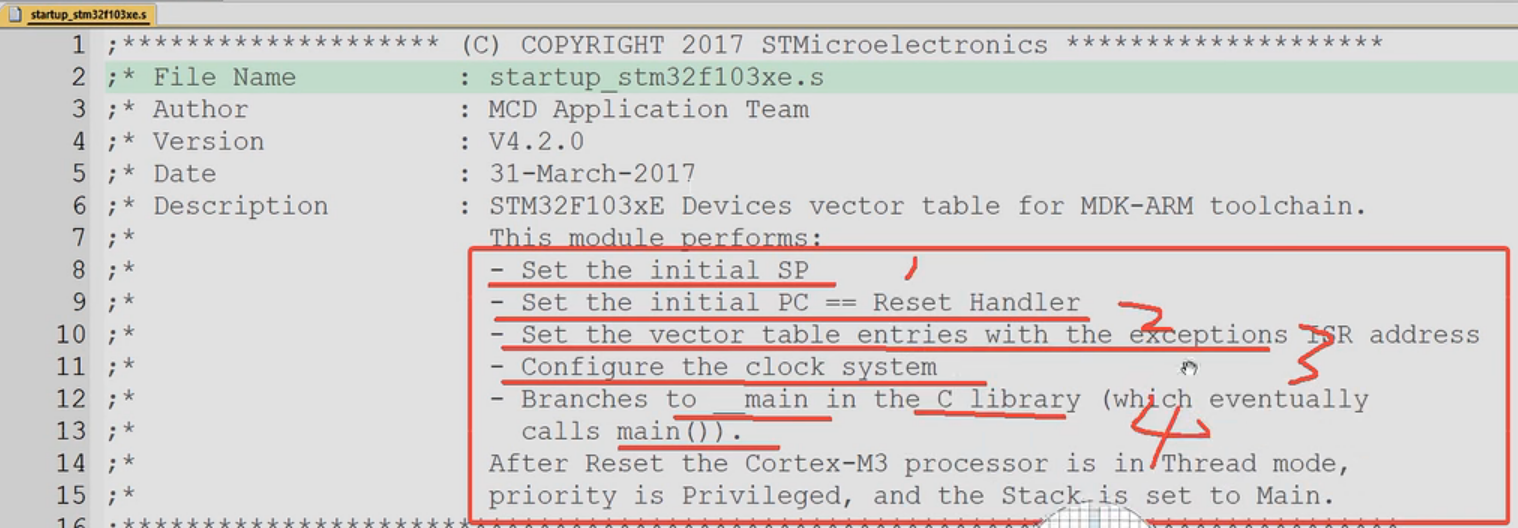 startup_stm32f103xe.s
1 ;******************** (C) COPYRIGHT 2017 STMicroelectronics ********************
2 ;* File Name : startup_stm32f103xe.s
3 ;* Author : MCD Application Team
4 ;* Version : V4.2.0
5 ;* Date : 31-March-2017
6 ;* Description : STM32F103xE Devices vector table for MDK-ARM toolchain.
7 ;* This module performs:
8 ;* - Set the initial SP 1
9 ;* - Set the initial PC == Reset Handler 2
10 ;* - Set the vector table entries with the exceptions ISR address
11 ;* - Configure the clock system 3
12 ;* - Branches to __main in the C library (which eventually
13 ;* calls main()). 4
14 ;* After Reset the Cortex-M3 processor is in Thread mode,
15 ;* priority is Privileged, and the Stack is set to Main.